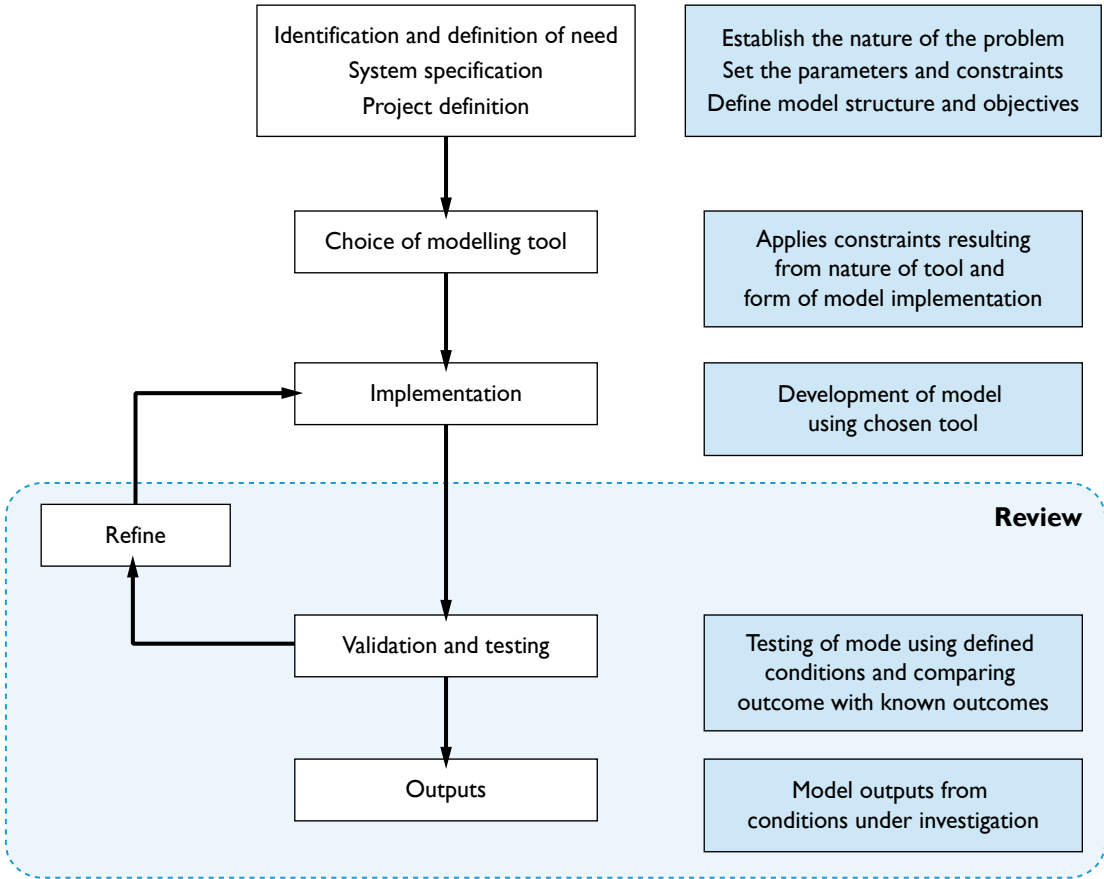 Identification and definition of need
System specification
Project definition
Establish the nature of the problem
Set the parameters and constraints
Define model structure and objectives
Choice of modelling tool
Applies constraints resulting
from nature of tool and
form of model implementation
Implementation
Development of model
using chosen tool
Review
Refine
Validation and testing
Testing of mode using defined
conditions and comparing
outcome with known outcomes
Outputs
Model outputs from
conditions under investigation